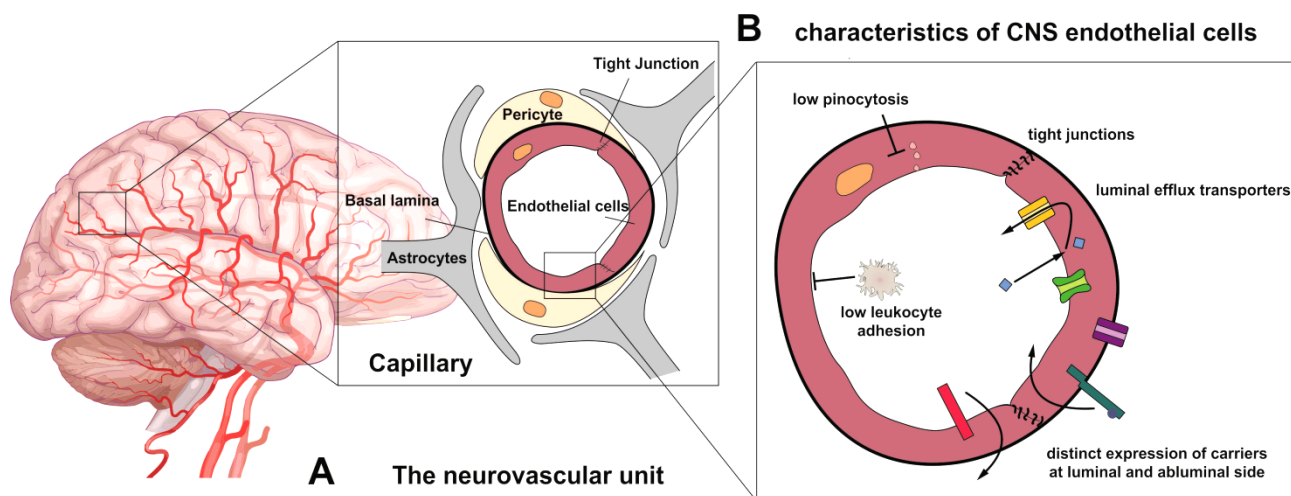 B characteristics of CNS endothelial cells
Tight Junction
Pericyte
Basal lamina
Endothelial cells
Astrocytes
Capillary
A The neurovascular unit
low pinocytosis
tight junctions
luminal efflux transporters
low leukocyte
adhesion
distinct expression of carriers
at luminal and abluminal side